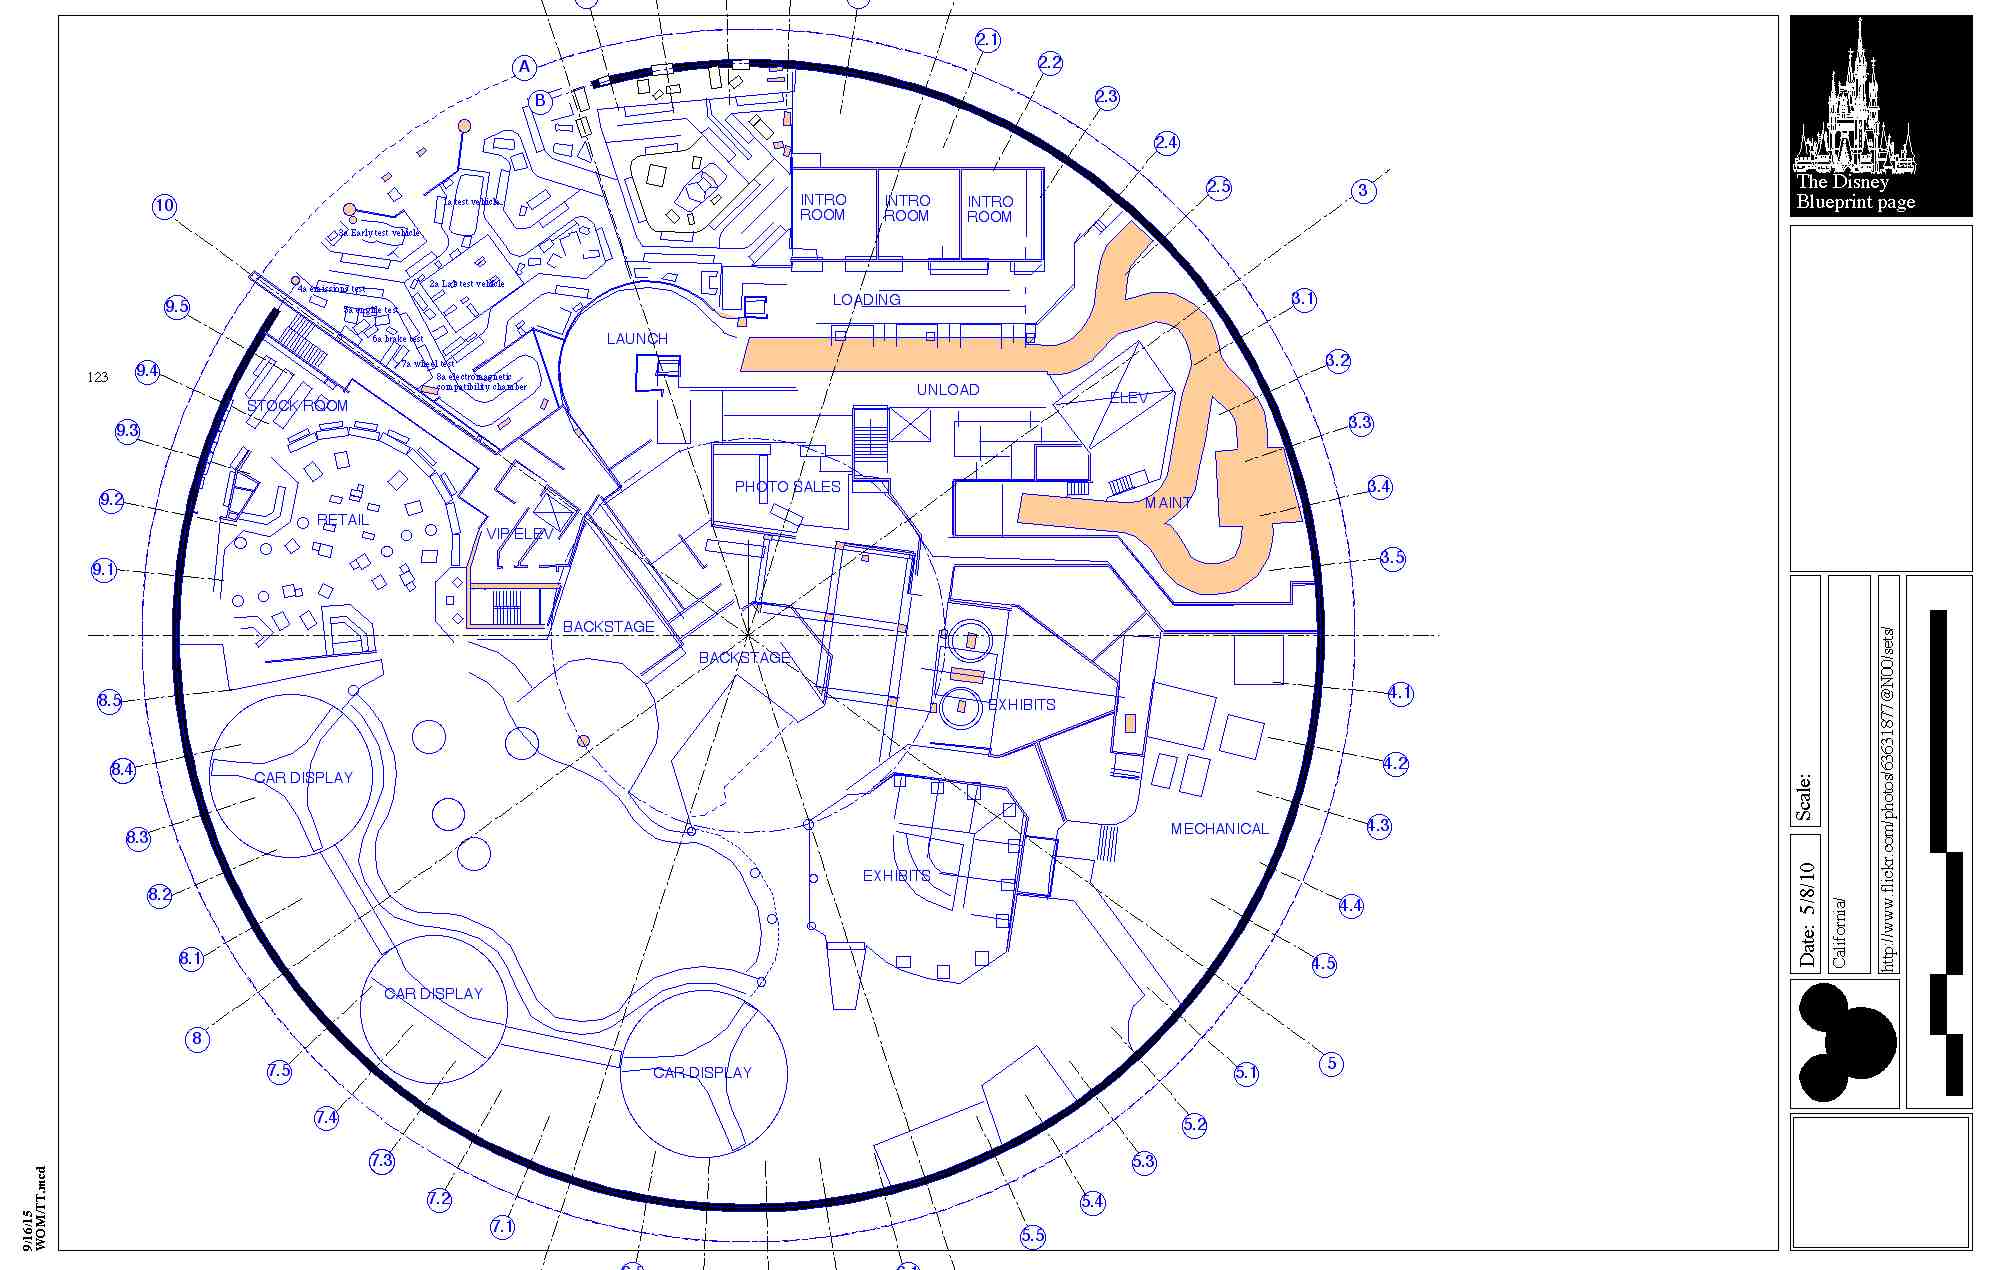 2.1
2.2
2.3
2.4
2.5
3
3.1
3.2
3.3
3.4
3.5
4.1
4.2
4.3
4.4
4.5
5
5.1
5.2
5.3
5.4
5.5
7.1
7.2
7.3
7.4
7.5
8
8.1
8.2
8.3
8.4
8.5
9.1
9.2
9.3
9.4
9.5
10
A
B
123
1a test vehicle
3a Early test vehicle
2a Lab test vehicle
4a emissions test
5a engine test
6a brake test
7a wheel test
8a electromagnetic
compatibility chamber
INTRO
ROOM
INTRO
ROOM
INTRO
ROOM
LOADING
LAUNCH
UNLOAD
ELEV
STOCK ROOM
PHOTO SALES
MAINT
RETAIL
VIP ELEV
BACKSTAGE
BACKSTAGE
EXHIBITS
CAR DISPLAY
MECHANICAL
EXHIBITS
CAR DISPLAY
CAR DISPLAY
The Disney
Blueprint page
Scale:
Date: 5/8/10
California/
http://www.flickr.com/photos/63631877@N00/sets/
9/16/15
WOM/TT.mcd